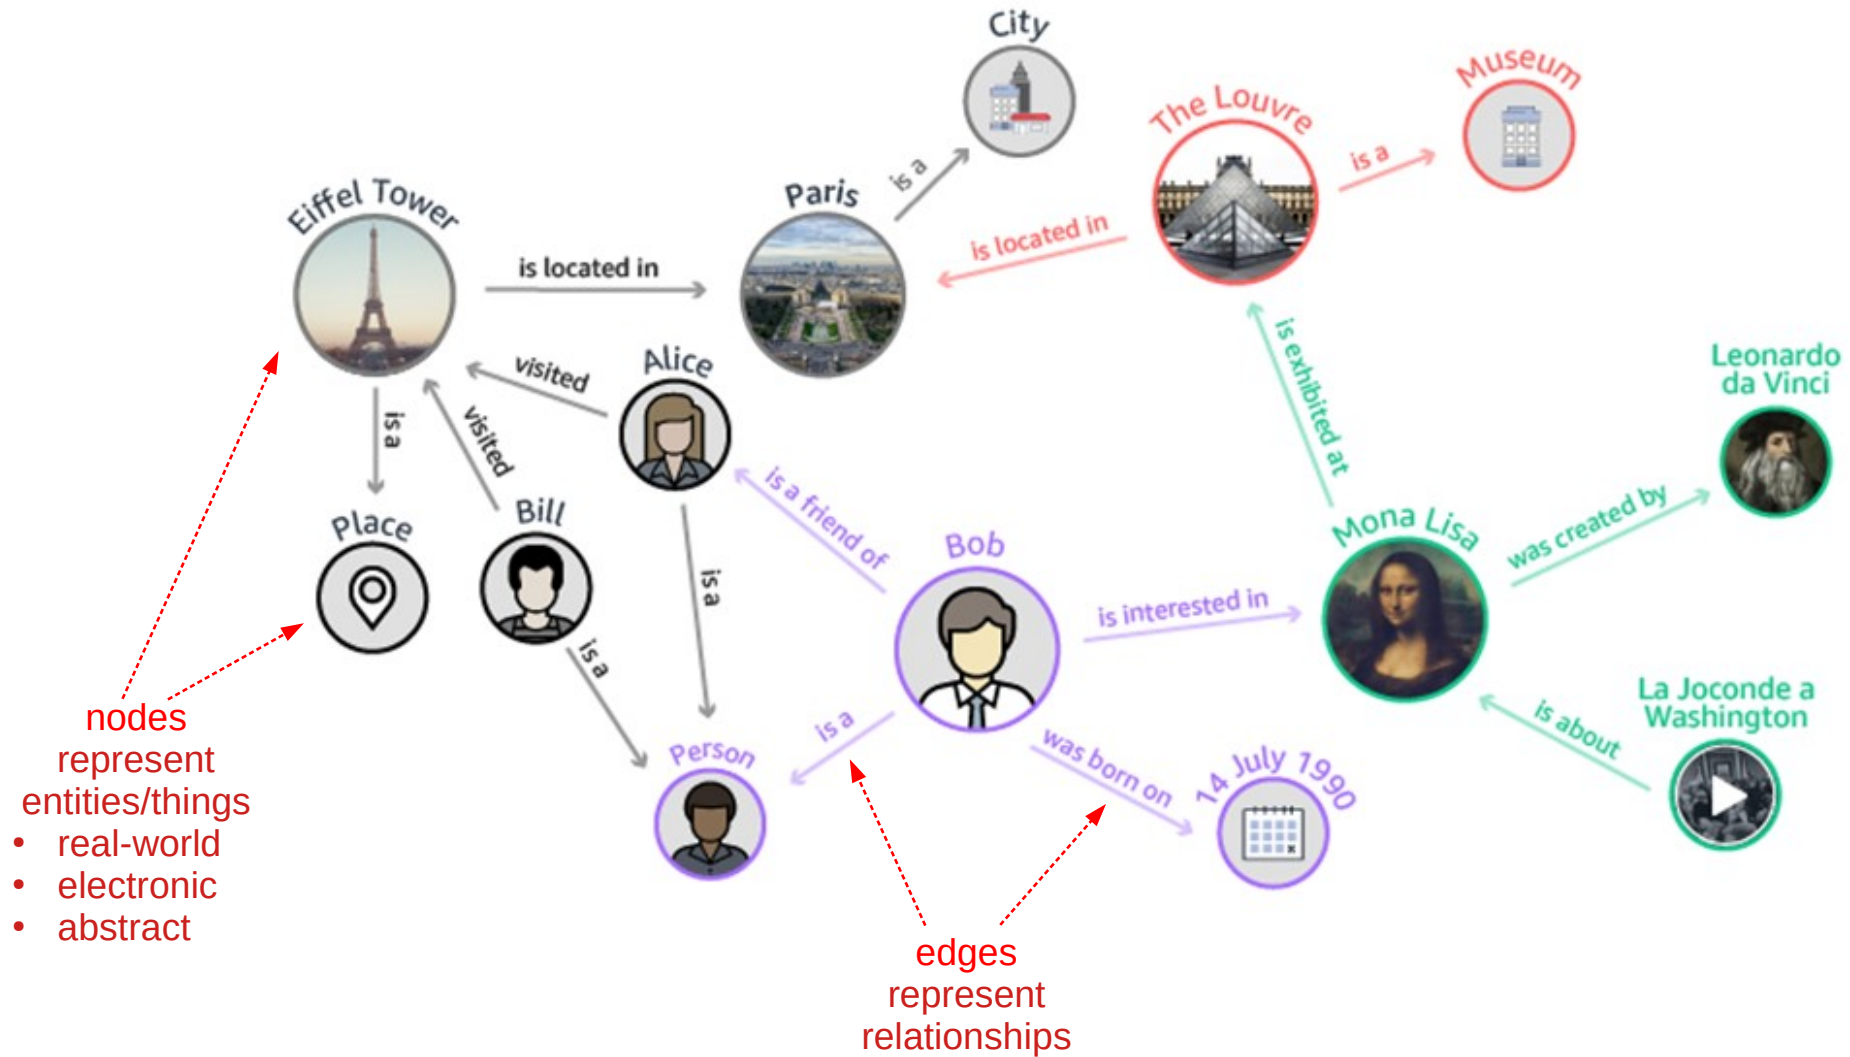 City
Museum
The Louvre
is a
is a
Paris
Eiffel Tower
is located in
is located in
Alice
visited
visited
is a
is exhibited at
Leonardo
da Vinci
Place
Bill
is a friend of
Bob
Mona Lisa
was created by
is a
is a
is interested in
La Joconde a
Washington
is about
nodes
represent
entities/things
• real-world
• electronic
• abstract
Person
is a
was born on
14 July 1990
edges
represent
relationships